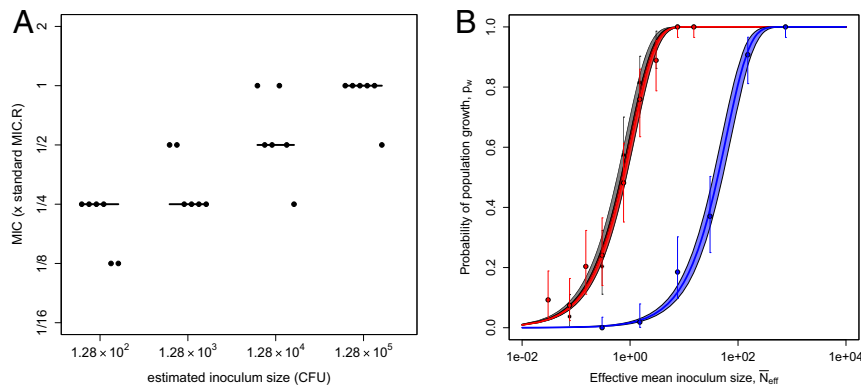 A
MIC (x standard MIC.R)
2
1
1/2
1/4
1/8
1/16
1.28 × 10²
1.28 × 10³
1.28 × 10⁴
1.28 × 10⁵
estimated inoculum size (CFU)
B
Probability of population growth, p_w
1.0
0.8
0.6
0.4
0.2
0.0
1e-02
1e+00
1e+02
1e+04
Effective mean inoculum size, N̅_eff